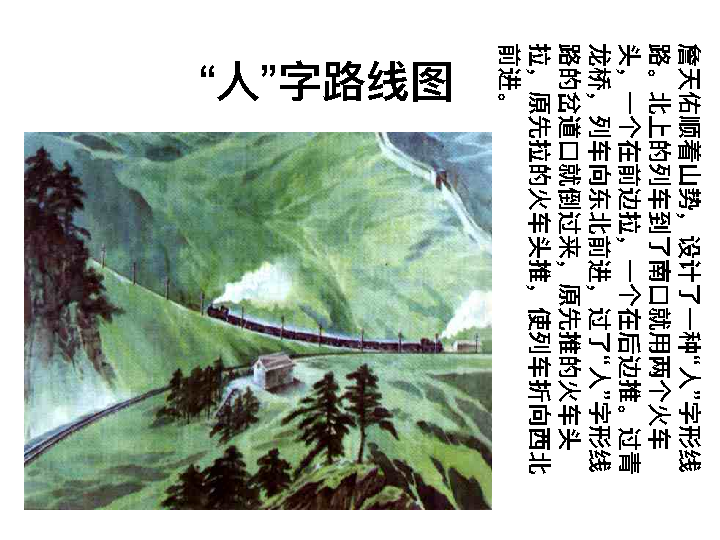 “人”字路线图
詹天佑顺着山势，设计了一种“人”字形线
路。北上的列车到了南口就用两个火车
头，一个在前边拉，一个在后边推。过青
龙桥，列车向东北前进，过了“人”字形线
路的岔道口就倒过来，原先推的火车头
拉，原先拉的火车头推，使列车折向西北
前进。